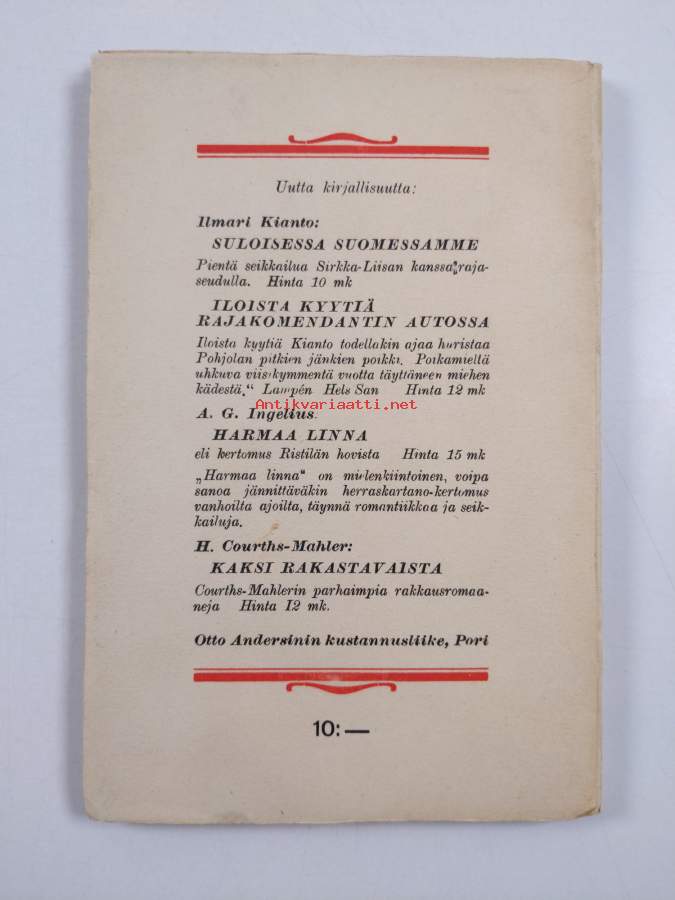 Uutta kirjallisuutta:
Ilmari Kianto:
SULOISESSA SUOMESSAMME
Pientä seikkailua Sirkka-Liisan kanssa raja-
seudulla. Hinta 10 mk
ILOISTA KYYTIÄ
RAJAKOMENDANTIN AUTOSSA
Iloista kyytiä Kianto todellakin ajaa huristaa
Pohjolan pitkien jänkien poikki. Poikamiellä
uhkuva viisikymmentä vuotta täyttäneen miehen
kädestä." Lampén Hels San Hinta 12 mk
Antikvariaatti.net
A. G. Ingelius:
HARMAA LINNA
eli kertomus Ristilän hovista Hinta 15 mk
„Harmaa linna" on mielenkiintoinen, voipa
sanoa jännittäväkin herraskartano-kertomus
vanhoilta ajoilta, täynnä romantiikkaa ja seik-
kailuja.
H. Courths-Mahler:
KAKSI RAKASTAVAISTA
Courths-Mahlerin parhaimpia rakkausromaa-
neja Hinta 12 mk.
Otto Andersinin kustannusliike, Pori
10:—